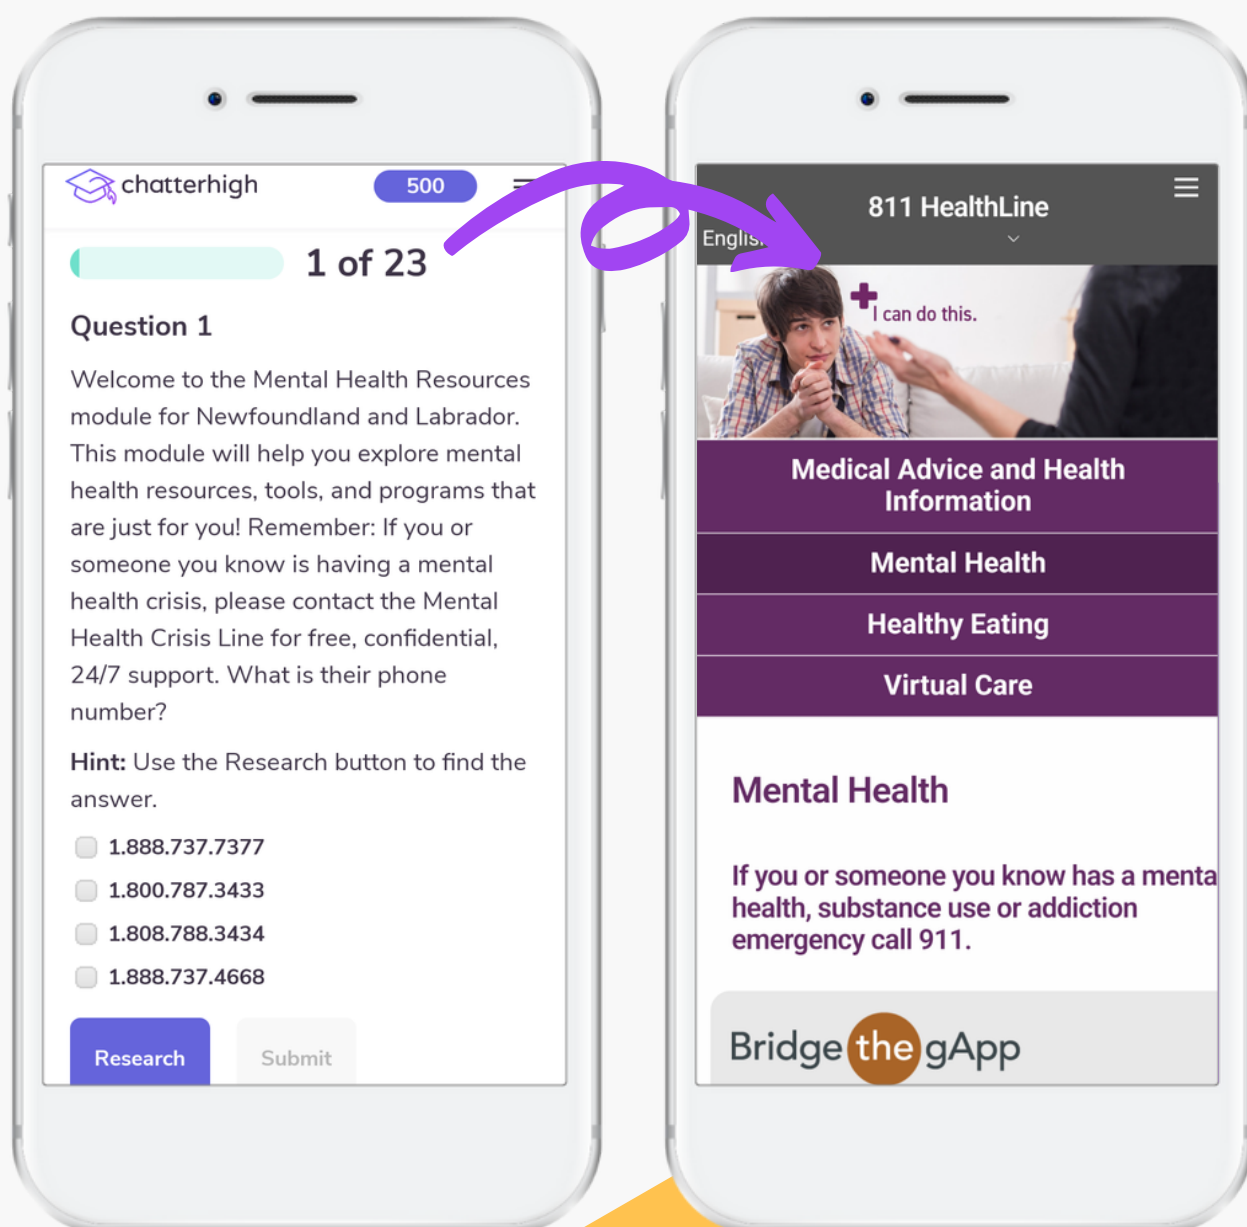 chatterhigh
500
1 of 23
Question 1
Welcome to the Mental Health Resources
module for Newfoundland and Labrador.
This module will help you explore mental
health resources, tools, and programs that
are just for you! Remember: If you or
someone you know is having a mental
health crisis, please contact the Mental
Health Crisis Line for free, confidential,
24/7 support. What is their phone
number?
Hint: Use the Research button to find the
answer.
1.888.737.7377
1.800.787.3433
1.808.788.3434
1.888.737.4668
Research
Submit
811 HealthLine
Englis
I can do this.
Medical Advice and Health
Information
Mental Health
Healthy Eating
Virtual Care
Mental Health
If you or someone you know has a menta
health, substance use or addiction
emergency call 911.
Bridge the gApp